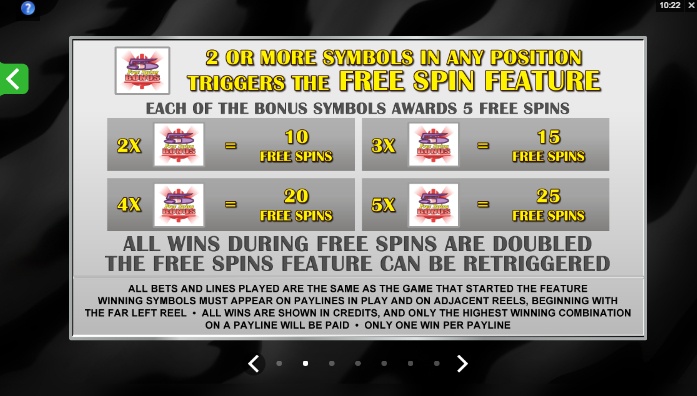 ?
10:22 ×
2 OR MORE SYMBOLS IN ANY POSITION
TRIGGERS THE FREE SPIN FEATURE
EACH OF THE BONUS SYMBOLS AWARDS 5 FREE SPINS
2X = 10 FREE SPINS
3X = 15 FREE SPINS
4X = 20 FREE SPINS
5X = 25 FREE SPINS
ALL WINS DURING FREE SPINS ARE DOUBLED
THE FREE SPINS FEATURE CAN BE RETRIGGERED
ALL BETS AND LINES PLAYED ARE THE SAME AS THE GAME THAT STARTED THE FEATURE
WINNING SYMBOLS MUST APPEAR ON PAYLINES IN PLAY AND ON ADJACENT REELS, BEGINNING WITH
THE FAR LEFT REEL • ALL WINS ARE SHOWN IN CREDITS, AND ONLY THE HIGHEST WINNING COMBINATION
ON A PAYLINE WILL BE PAID • ONLY ONE WIN PER PAYLINE